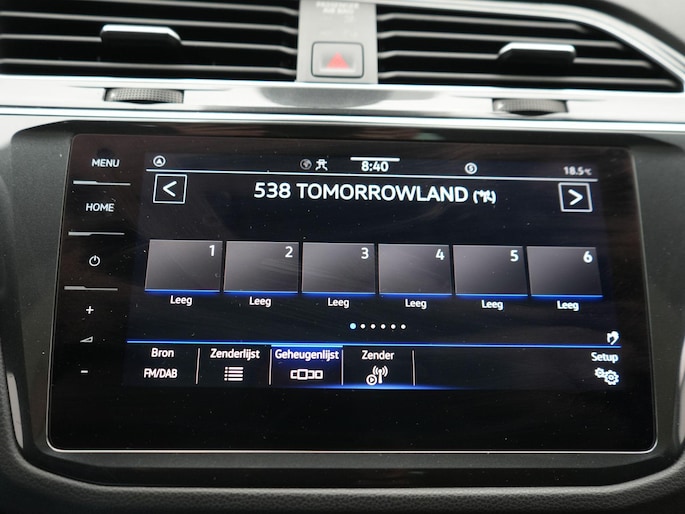 MENU
8:40
18.5°C
HOME
538 TOMORROWLAND
1 2 3 4 5 6
Leeg Leeg Leeg Leeg Leeg Leeg
+
-
Bron Zenderlijst Geheugenlijst Zender Setup
FM/DAB